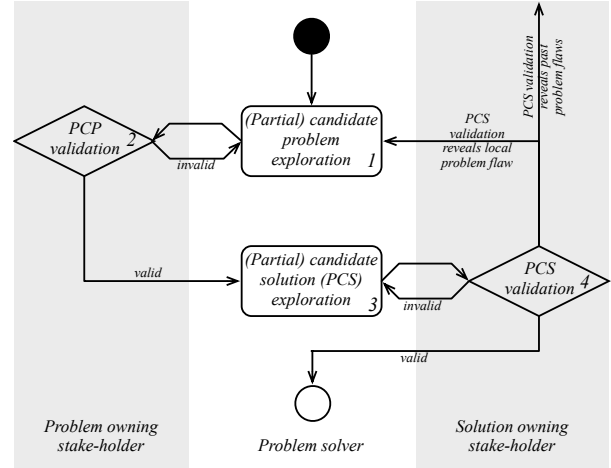 PCS validation
reveals past
problem flaws
(Partial) candidate
problem
exploration
1
PCP
validation
2
invalid
PCS
validation
reveals local
problem flaw
valid
(Partial) candidate
solution (PCS)
exploration
3
invalid
PCS
validation
4
valid
Problem owning
stake-holder
Problem solver
Solution owning
stake-holder